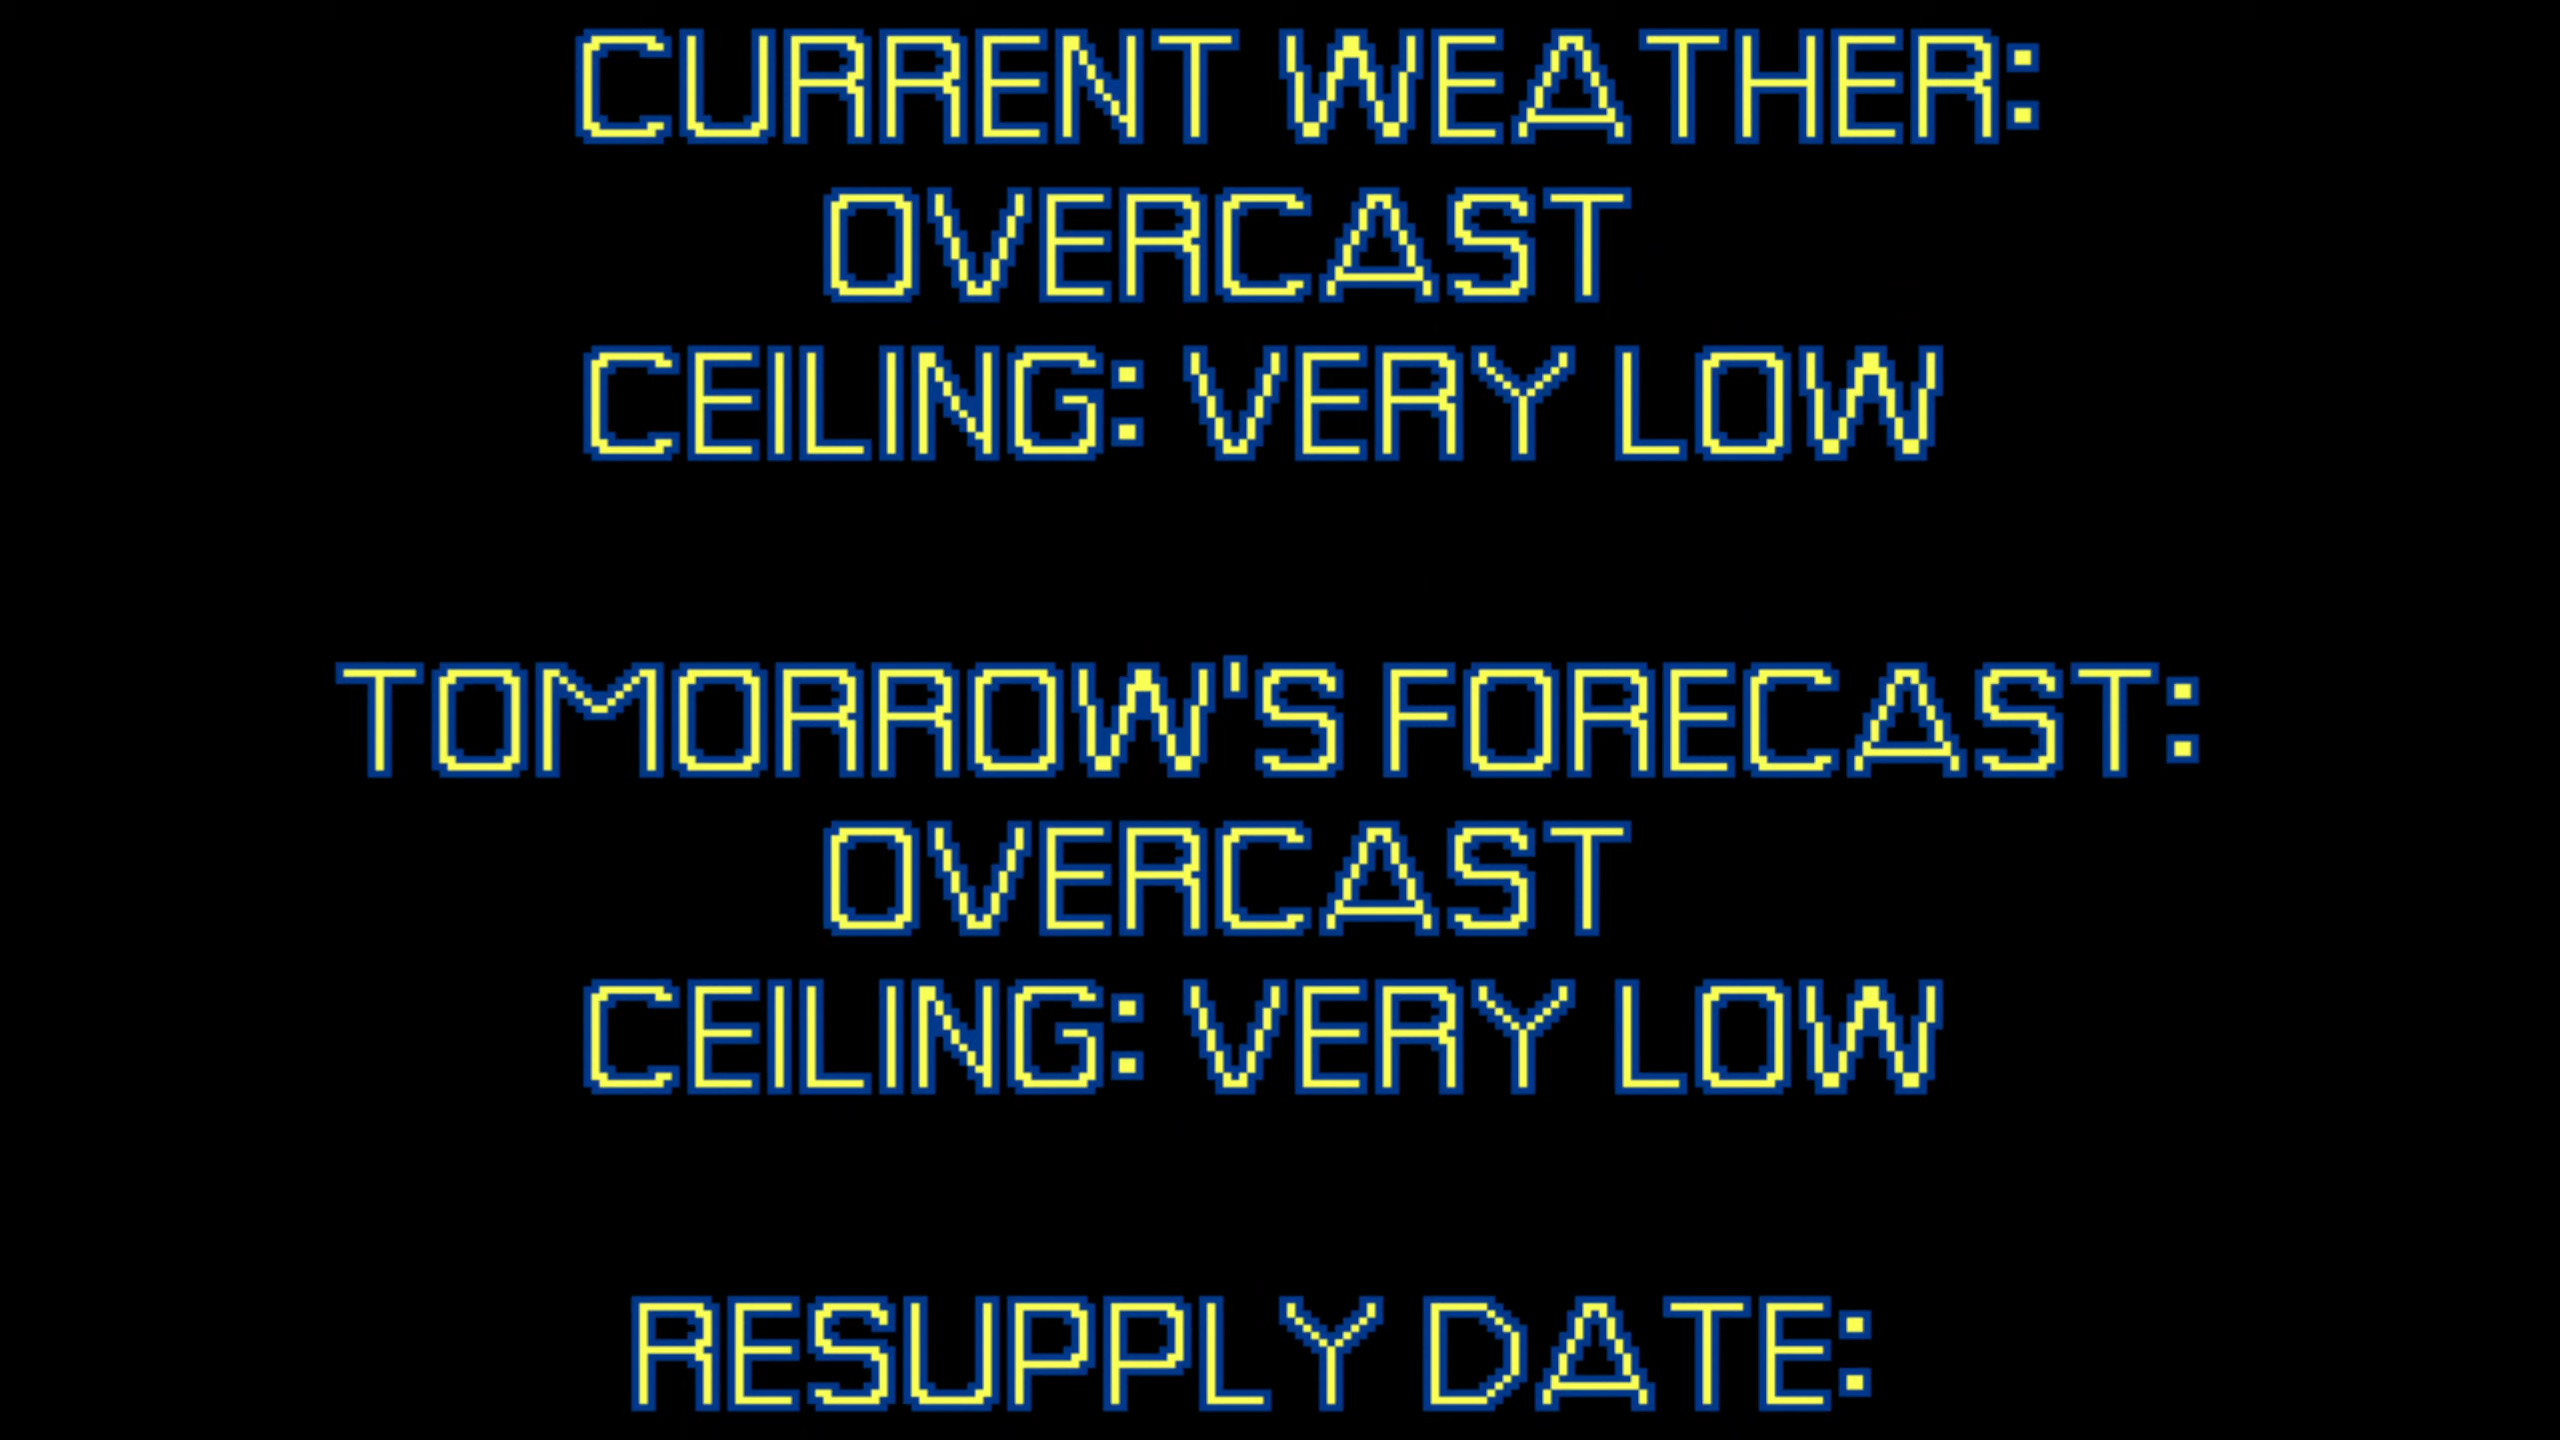 CURRENT WEATHER:
OVERCAST
CEILING: VERY LOW
TOMORROW'S FORECAST:
OVERCAST
CEILING: VERY LOW
RESUPPLY DATE: